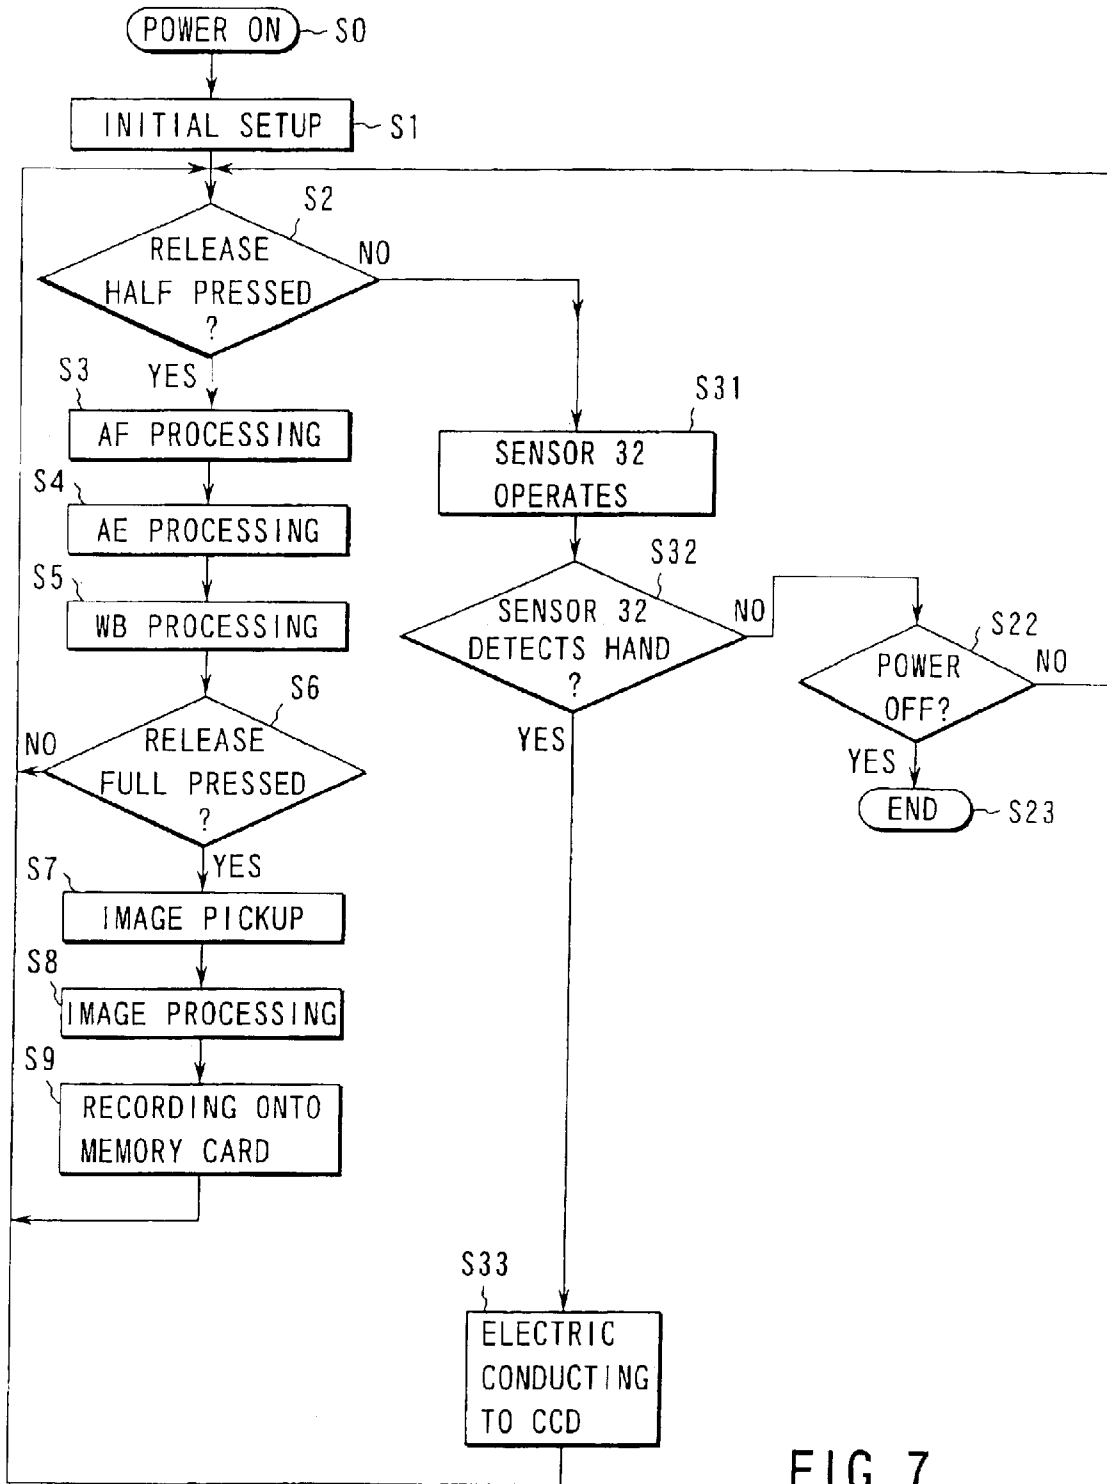 POWER ON
S0
INITIAL SETUP
S1
S2
RELEASE
HALF PRESSED
?
NO
YES
S3
AF PROCESSING
S4
AE PROCESSING
S5
WB PROCESSING
S6
RELEASE
FULL PRESSED
?
NO
YES
S7
IMAGE PICKUP
S8
IMAGE PROCESSING
S9
RECORDING ONTO
MEMORY CARD
S31
SENSOR 32
OPERATES
S32
SENSOR 32
DETECTS HAND
?
NO
YES
S22
POWER
OFF?
NO
YES
END
S23
S33
ELECTRIC
CONDUCTING
TO CCD
FIG 7